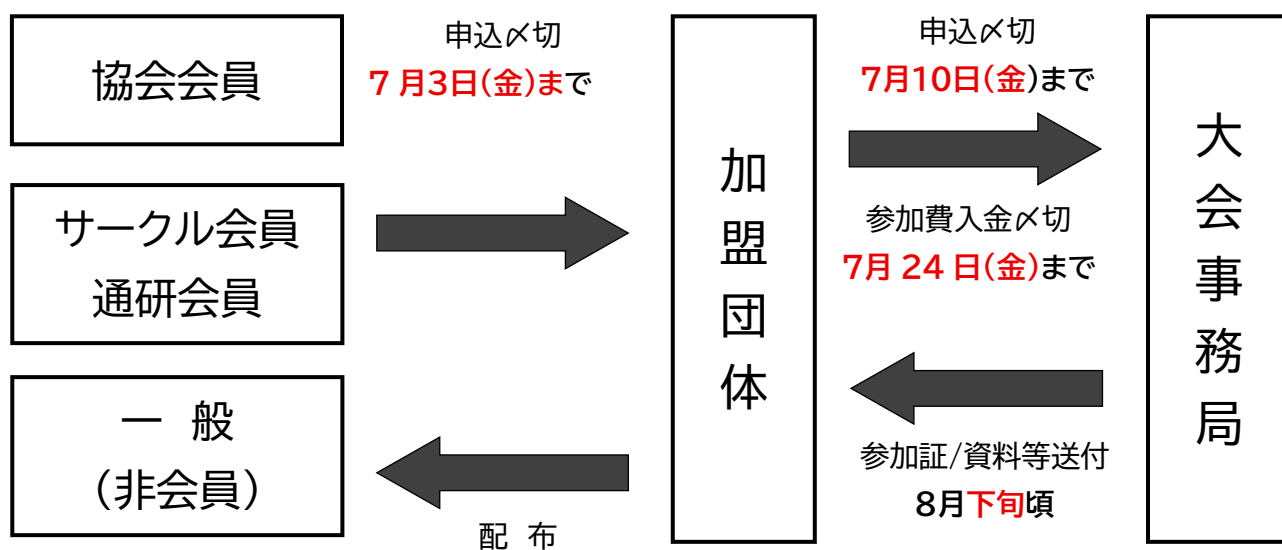 協会会員
サークル会員
通研会員
一 般
(非会員)
申込〆切
7月3日(金)まで
配 布
加盟団体
申込〆切
7月10日(金)まで
参加費入金〆切
7月 24 日(金)まで
参加証/資料等送付
8月下旬頃
大会事務局